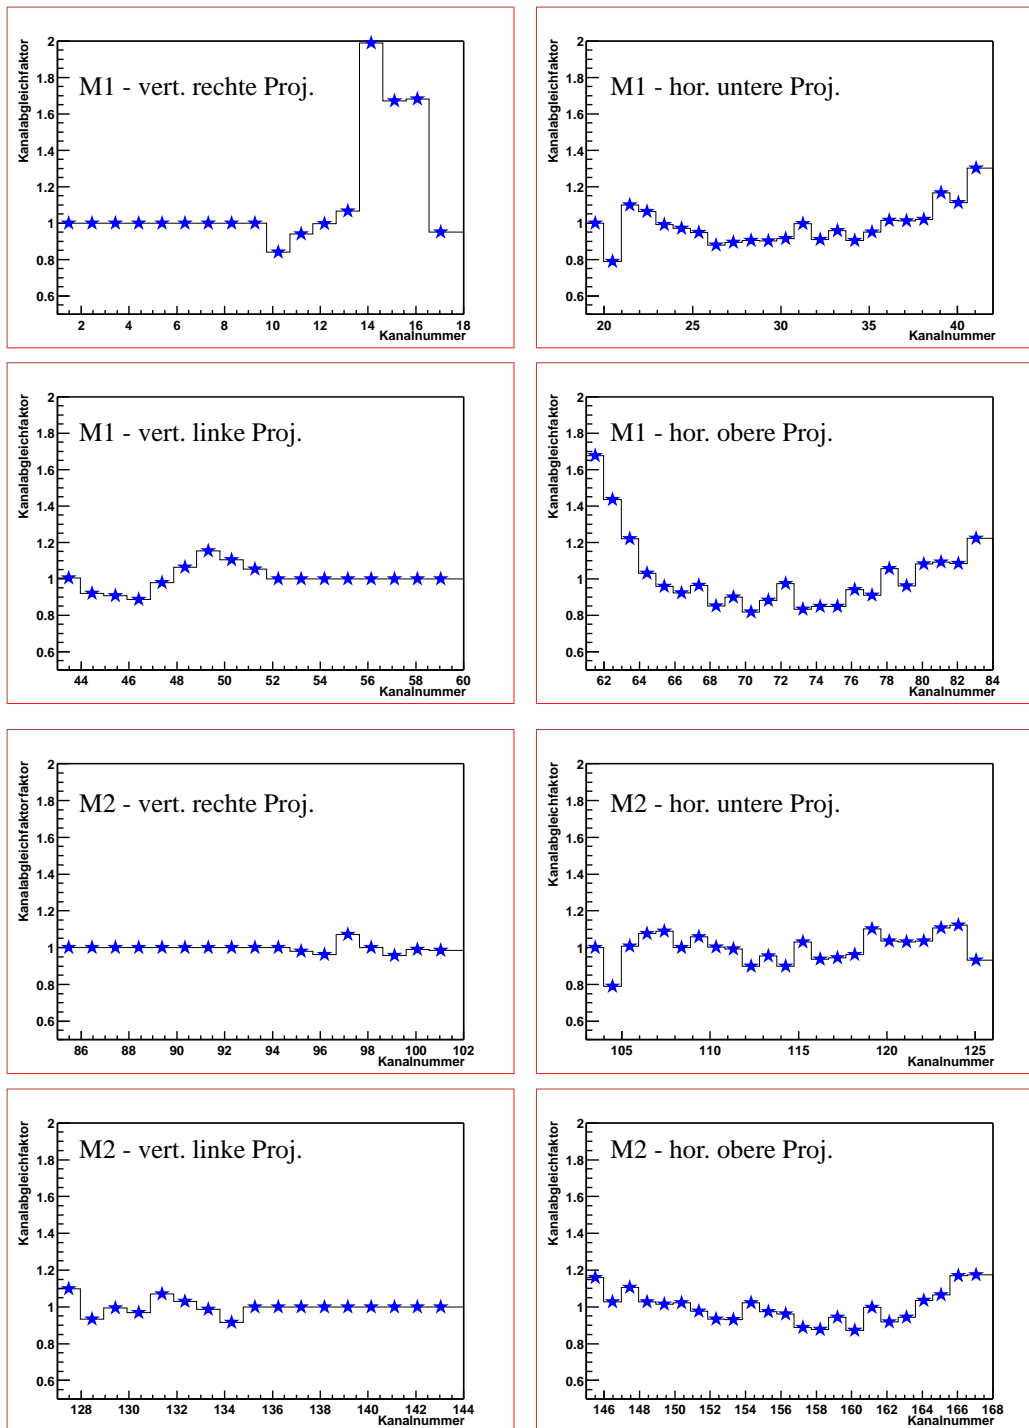 Kanalabgleichfaktor
2
1.8
1.6
1.4
1.2
1
0.8
0.6
M1 - vert. rechte Proj.
2 4 6 8 10 12 14 16 18
Kanalnummer
Kanalabgleichfaktor
2
1.8
1.6
1.4
1.2
1
0.8
0.6
M1 - hor. untere Proj.
20 25 30 35 40
Kanalnummer
Kanalabgleichfaktor
2
1.8
1.6
1.4
1.2
1
0.8
0.6
M1 - vert. linke Proj.
44 46 48 50 52 54 56 58 60
Kanalnummer
Kanalabgleichfaktor
2
1.8
1.6
1.4
1.2
1
0.8
0.6
M1 - hor. obere Proj.
62 64 66 68 70 72 74 76 78 80 82 84
Kanalnummer
Kanalabgleichfaktorfaktor
2
1.8
1.6
1.4
1.2
1
0.8
0.6
M2 - vert. rechte Proj.
86 88 90 92 94 96 98 100 102
Kanalnummer
Kanalabgleichfaktor
2
1.8
1.6
1.4
1.2
1
0.8
0.6
M2 - hor. untere Proj.
105 110 115 120 125
Kanalnummer
Kanalabgleichfaktor
2
1.8
1.6
1.4
1.2
1
0.8
0.6
M2 - vert. linke Proj.
128 130 132 134 136 138 140 142 144
Kanalnummer
Kanalabgleichfaktor
2
1.8
1.6
1.4
1.2
1
0.8
0.6
M2 - hor. obere Proj.
146 148 150 152 154 156 158 160 162 164 166 168
Kanalnummer